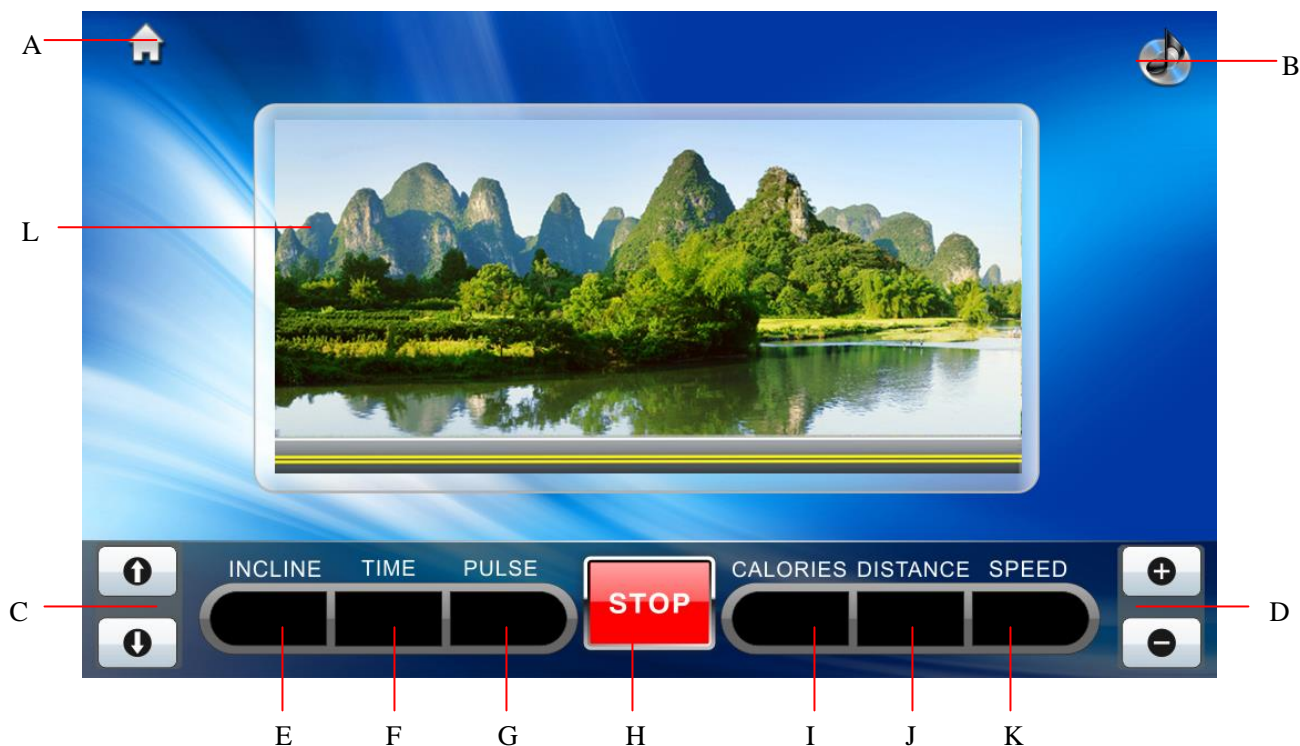 A
B
L
INCLINE TIME PULSE CALORIES DISTANCE SPEED
STOP
C
D
E F G H I J K